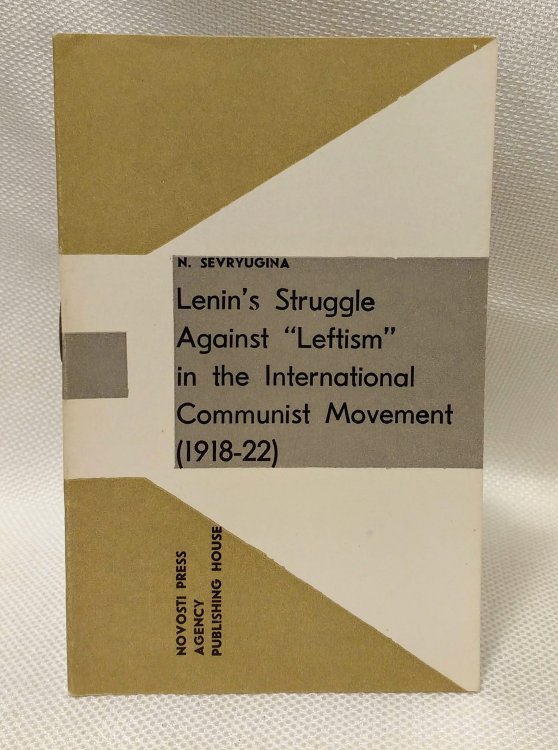 N. SEVRYUGINA
Lenin's Struggle
Against “Leftism”
in the International
Communist Movement
(1918-22)
NOVOSTI PRESS
AGENCY
PUBLISHING HOUSE